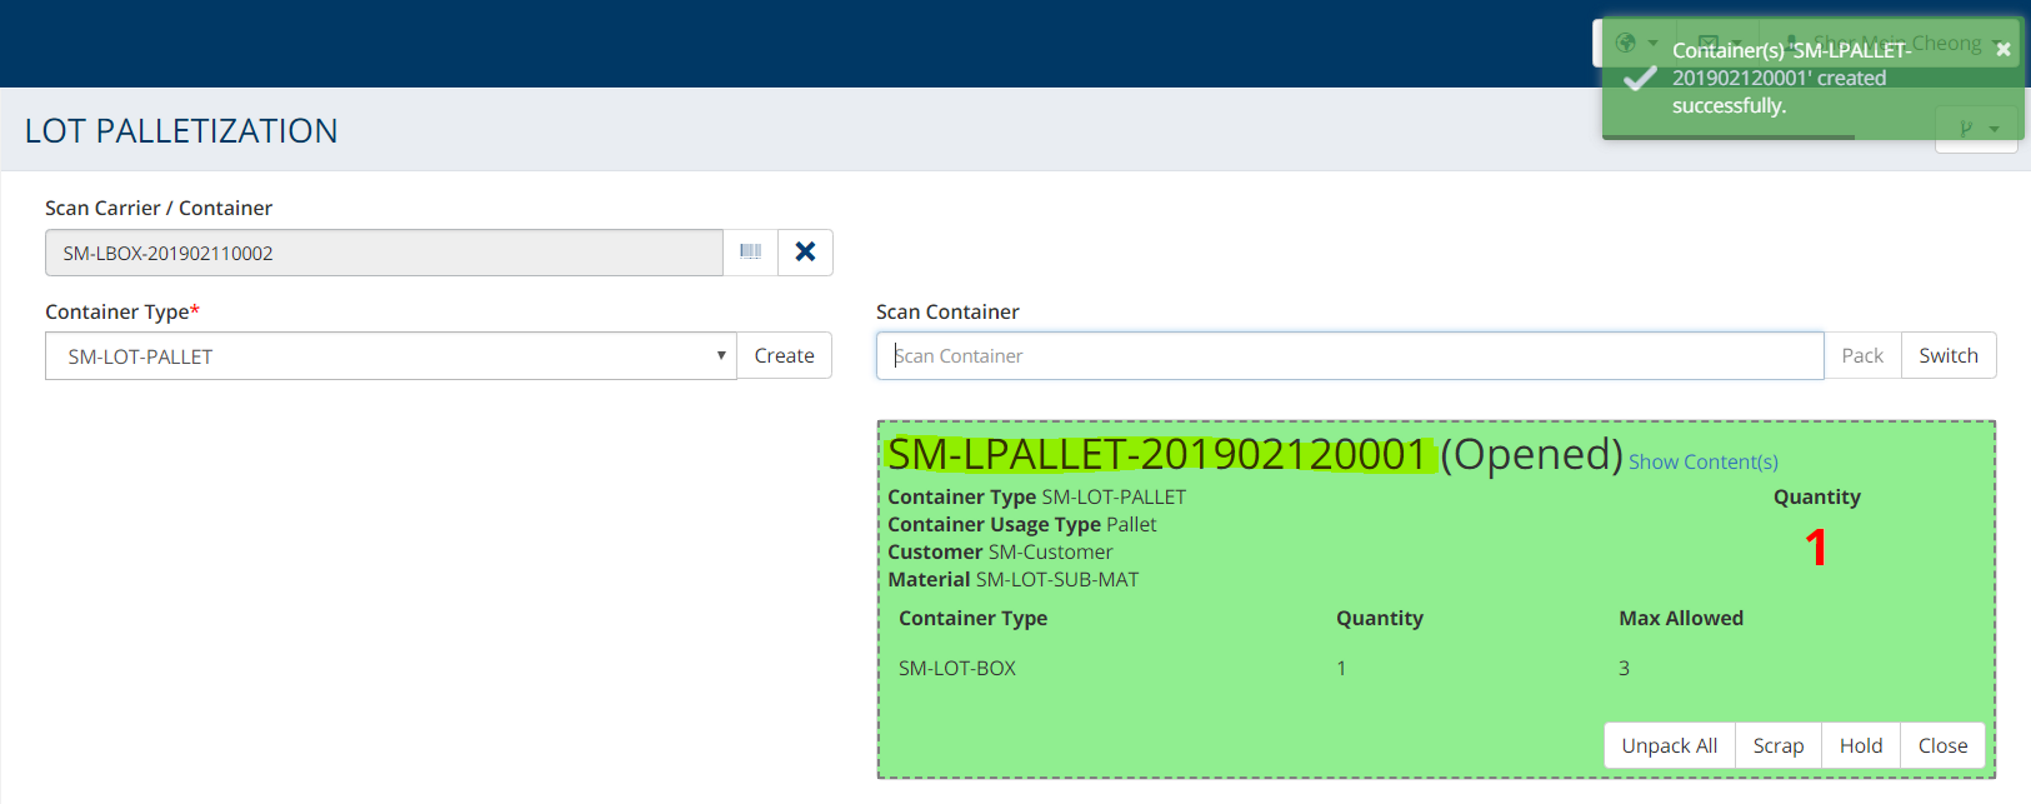 Sher Mein Cheong
Container(s) 'SM-LPALLET-
201902120001' created
successfully.
LOT PALLETIZATION
Scan Carrier / Container
SM-LBOX-201902110002
Container Type*
SM-LOT-PALLET
Create
Scan Container
Scan Container
Pack
Switch
SM-LPALLET-201902120001 (Opened) Show Content(s)
Container Type SM-LOT-PALLET
Container Usage Type Pallet
Customer SM-Customer
Material SM-LOT-SUB-MAT
Quantity
1
Container Type Quantity Max Allowed
SM-LOT-BOX 1 3
Unpack All Scrap Hold Close